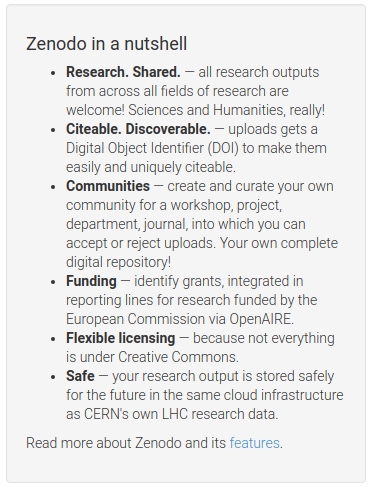 Zenodo in a nutshell
• Research. Shared. — all research outputs
from across all fields of research are
welcome! Sciences and Humanities, really!
• Citeable. Discoverable. — uploads gets a
Digital Object Identifier (DOI) to make them
easily and uniquely citeable.
• Communities — create and curate your own
community for a workshop, project,
department, journal, into which you can
accept or reject uploads. Your own complete
digital repository!
• Funding — identify grants, integrated in
reporting lines for research funded by the
European Commission via OpenAIRE.
• Flexible licensing — because not everything
is under Creative Commons.
• Safe — your research output is stored safely
for the future in the same cloud infrastructure
as CERN's own LHC research data.
Read more about Zenodo and its features.